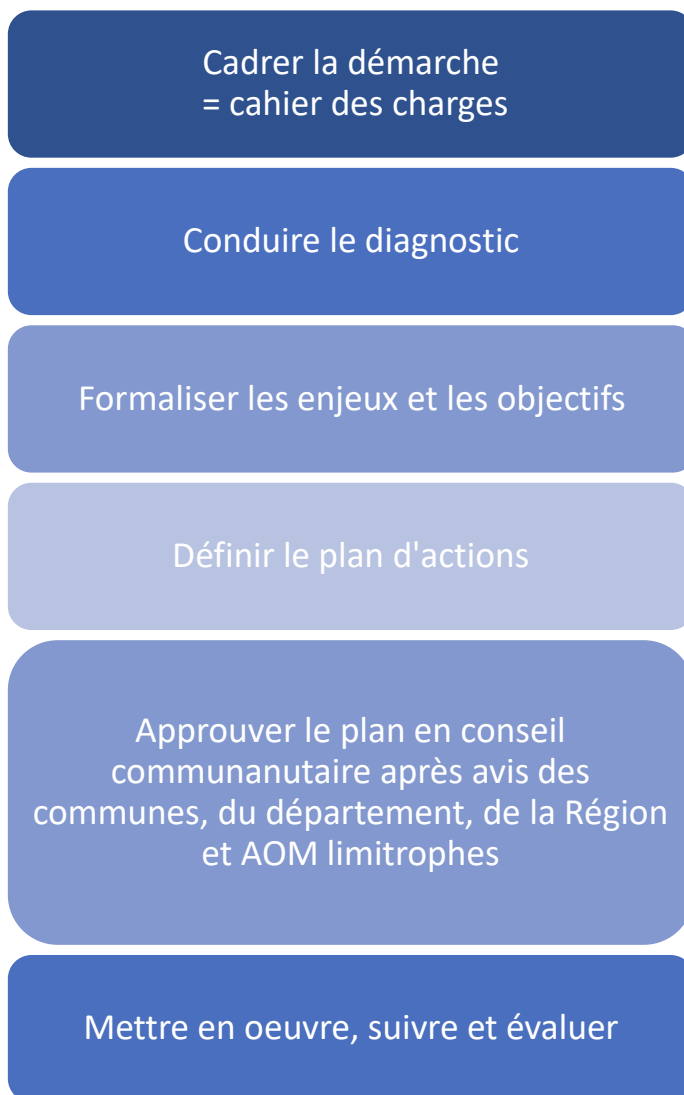 Cadrer la démarche
= cahier des charges
Conduire le diagnostic
Formaliser les enjeux et les objectifs
Définir le plan d'actions
Approuver le plan en conseil
communanutaire après avis des
communes, du département, de la Région
et AOM limitrophes
Mettre en oeuvre, suivre et évaluer